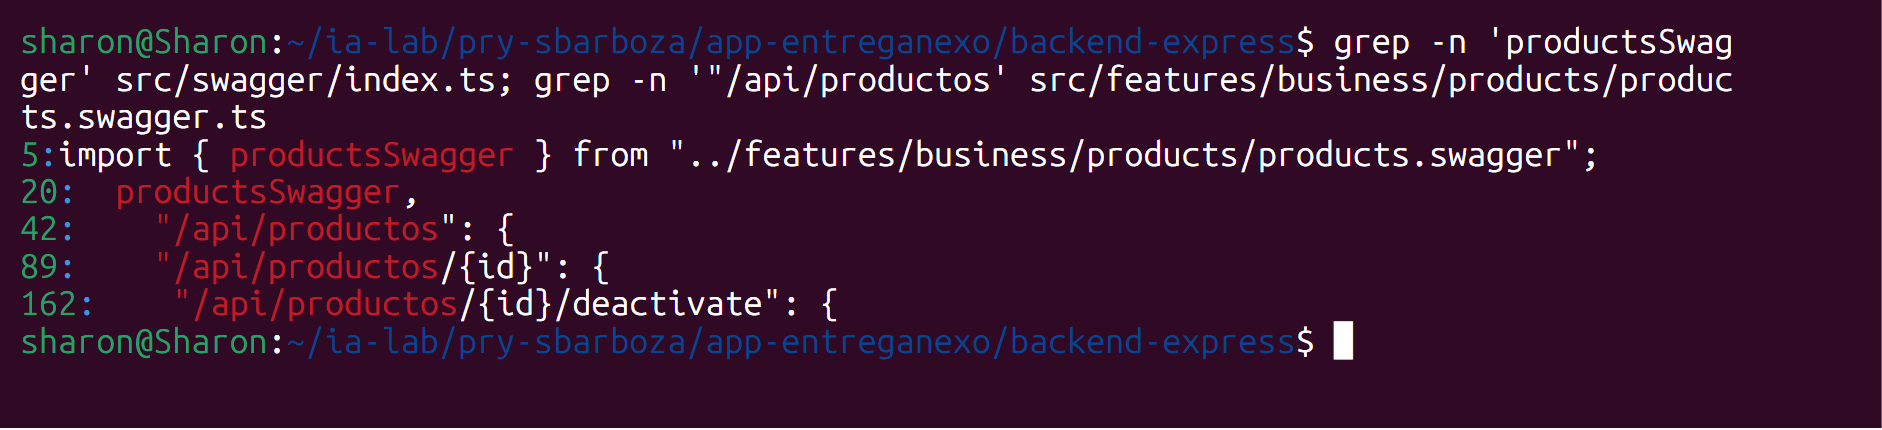 sharon@Sharon:~/ia-lab/pry-sbarboza/app-entreganexo/backend-express$ grep -n 'productsSwag
ger' src/swagger/index.ts; grep -n '"/api/productos' src/features/business/products/produc
ts.swagger.ts
5:import { productsSwagger } from "../features/business/products/products.swagger";
20:  productsSwagger,
42:    "/api/productos": {
89:    "/api/productos/{id}": {
162:    "/api/productos/{id}/deactivate": {
sharon@Sharon:~/ia-lab/pry-sbarboza/app-entreganexo/backend-express$